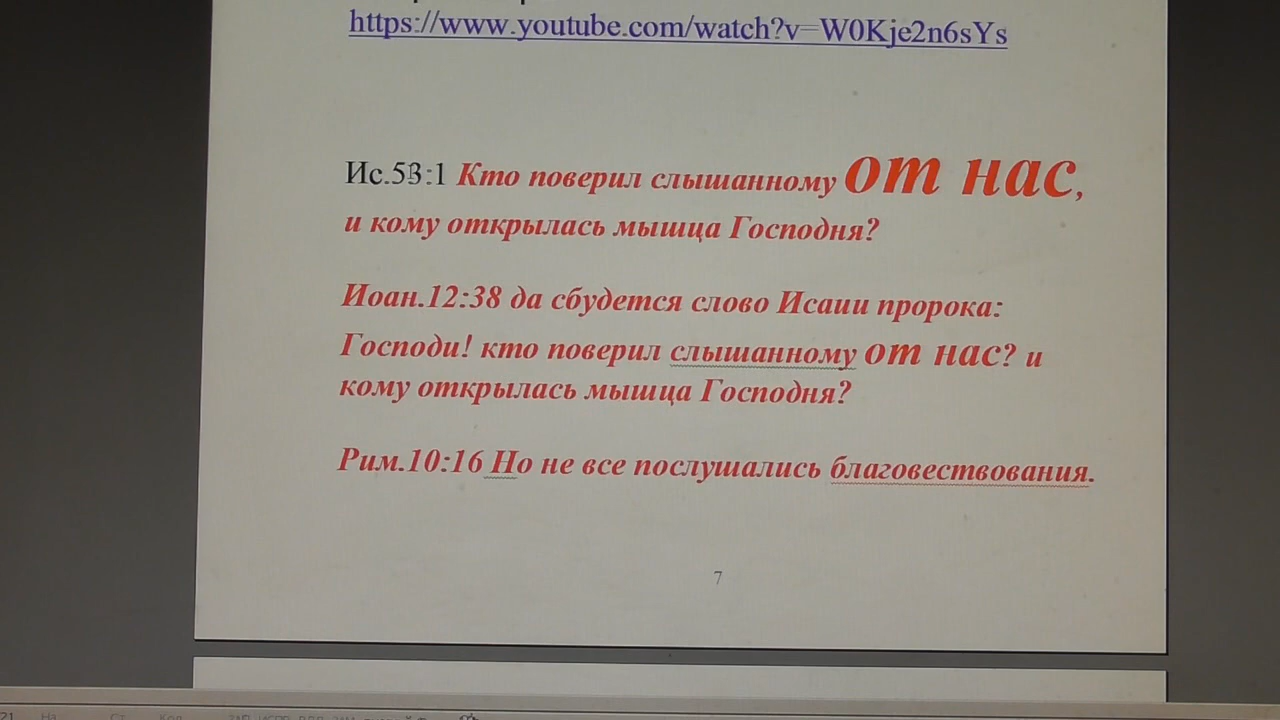 https://www.youtube.com/watch?v=W0Kje2n6sYs
Ис.53:1 Кто поверил слышанному от нас,
и кому открылась мышца Господня?
Иоан.12:38 да сбудется слово Исаии пророка:
Господи! кто поверил слышанному от нас? и
кому открылась мышца Господня?
Рим.10:16 Но не все послушались благовествования.
7
21